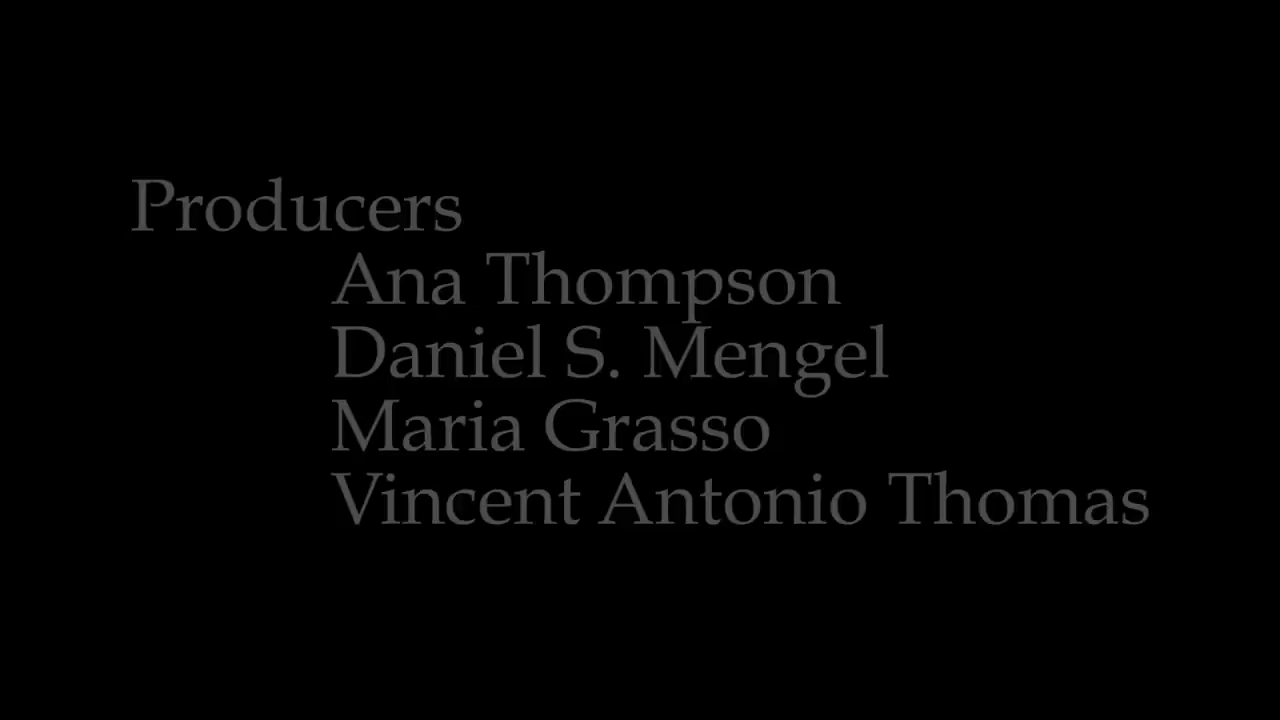 Producers
Ana Thompson
Daniel S. Mengel
Maria Grasso
Vincent Antonio Thomas